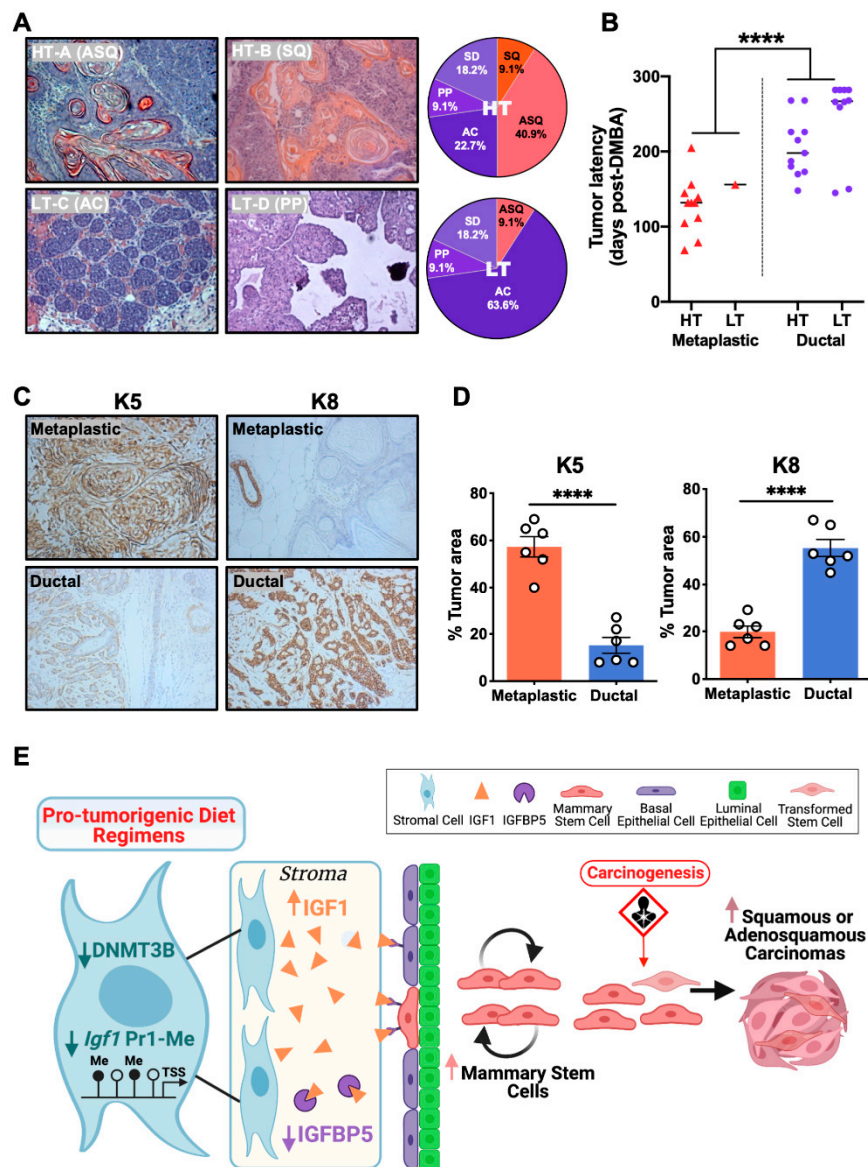 A
HT-A (ASQ)
HT-B (SQ)
LT-C (AC)
LT-D (PP)
SD
18.2%
SQ
9.1%
PP
9.1%
HT
ASQ
40.9%
AC
22.7%
SD
18.2%
ASQ
9.1%
PP
9.1%
LT
AC
63.6%
B
****
Tumor latency
(days post-DMBA)
300
200
100
0
HT LT HT LT
Metaplastic Ductal
C
K5 K8
Metaplastic
Metaplastic
Ductal
Ductal
D
K5
****
% Tumor area
80
60
40
20
0
Metaplastic Ductal
K8
****
% Tumor area
80
60
40
20
0
Metaplastic Ductal
E
Stromal Cell
IGF1
IGFBP5
Mammary
Stem Cell
Basal
Epithelial Cell
Luminal
Epithelial Cell
Transformed
Stem Cell
Pro-tumorigenic Diet
Regimens
DNMT3B
Igf1 Pr1-Me
Me Me
TSS
Stroma
IGF1
IGFBP5
Mammary Stem
Cells
Carcinogenesis
Squamous or
Adenosquamous
Carcinomas